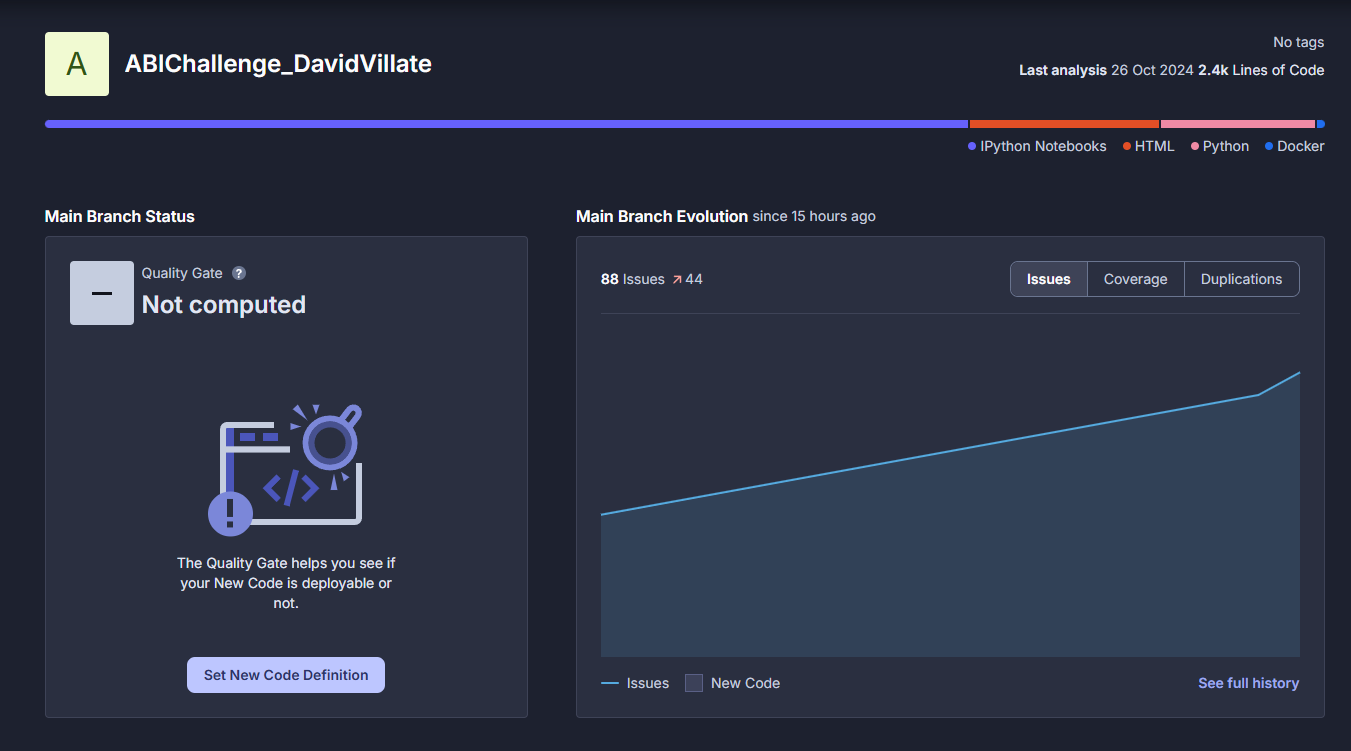 A
ABIChallenge_DavidVillate
No tags
Last analysis 26 Oct 2024 2.4k Lines of Code
IPython Notebooks HTML Python Docker
Main Branch Status
Quality Gate ?
Not computed
The Quality Gate helps you see if
your New Code is deployable or
not.
Set New Code Definition
Main Branch Evolution since 15 hours ago
88 Issues 44
Issues Coverage Duplications
Issues New Code
See full history